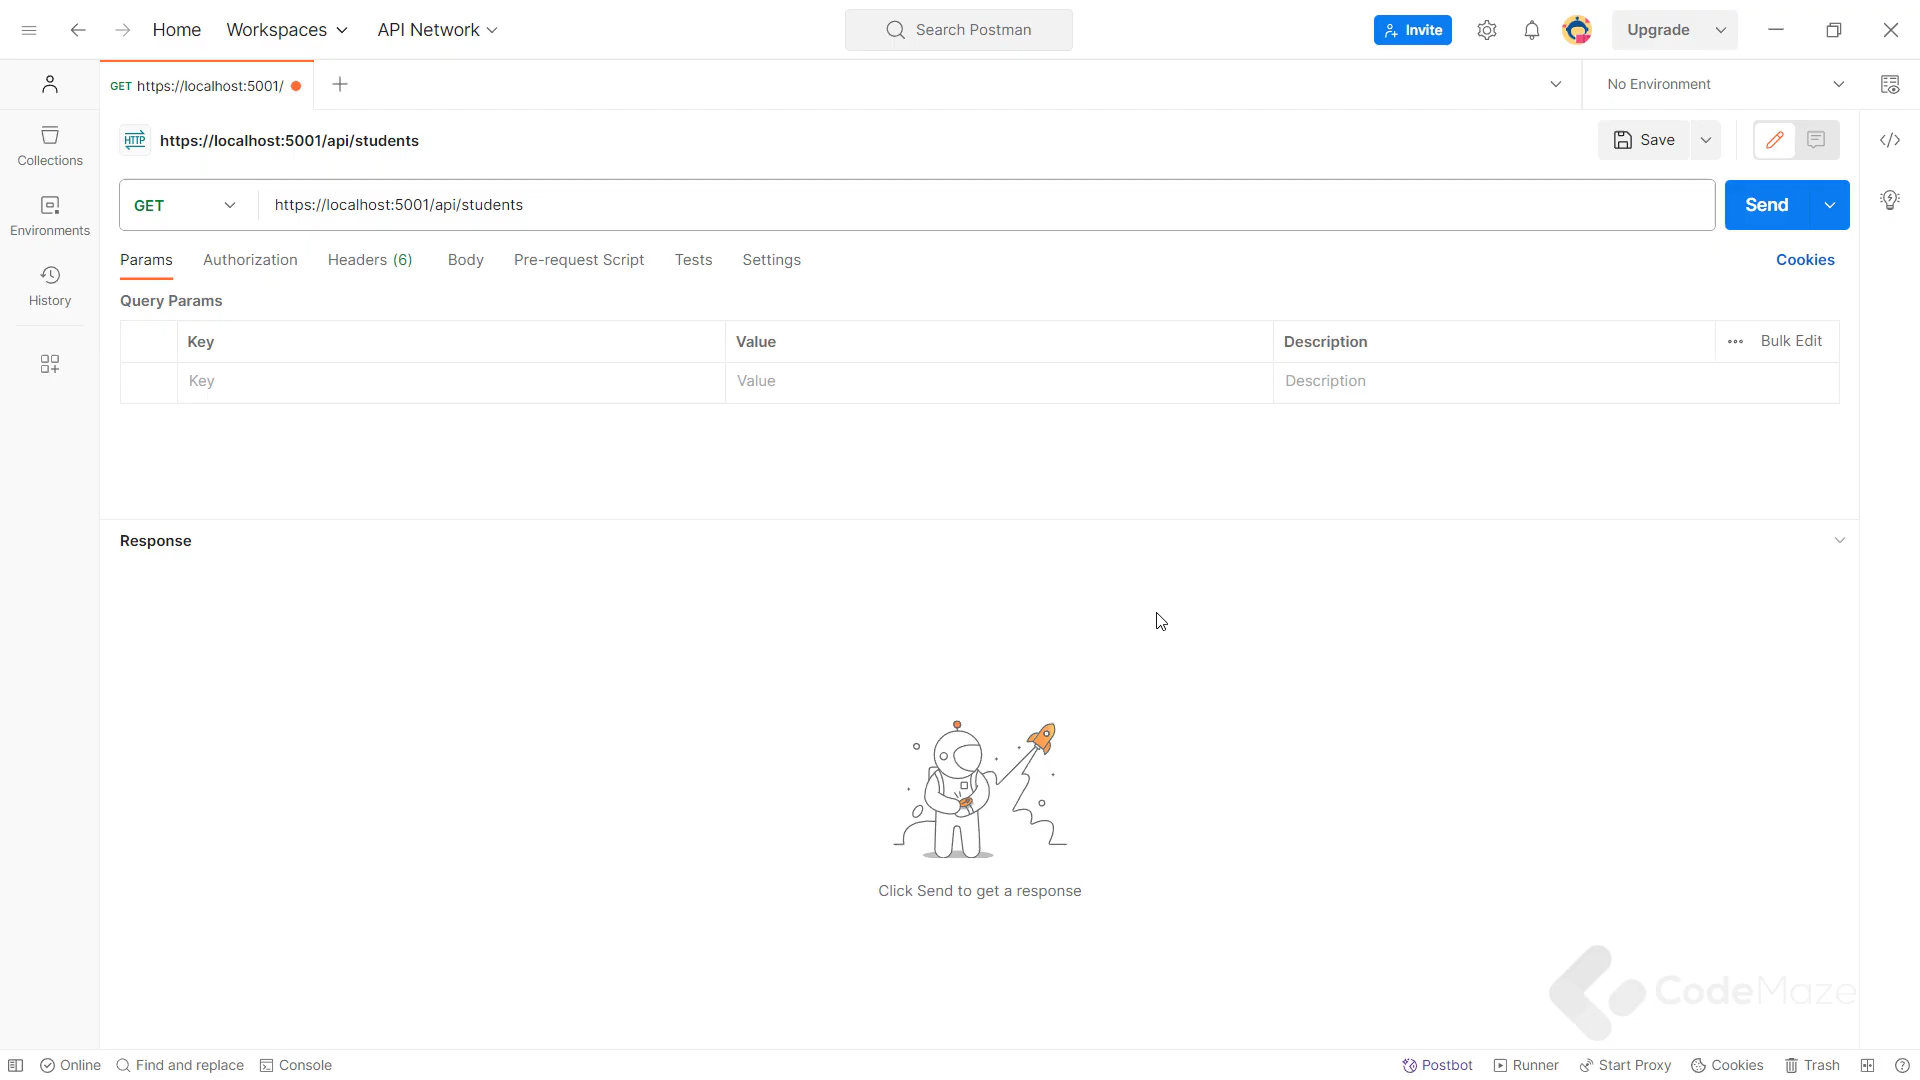 Home Workspaces API Network Search Postman Invite Upgrade
GET https://localhost:5001/ No Environment
HTTP https://localhost:5001/api/students Save
Collections
GET https://localhost:5001/api/students Send
Environments
Params Authorization Headers (6) Body Pre-request Script Tests Settings Cookies
History
Query Params
Key Value Description Bulk Edit
Key Value Description
Response
Click Send to get a response
CodeMaze
Online Find and replace Console Postbot Runner Start Proxy Cookies Trash